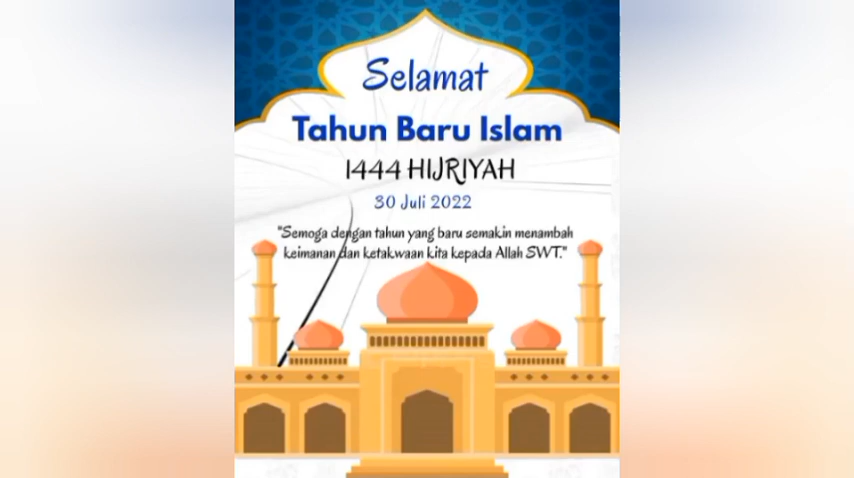 Selamat
Tahun Baru Islam
1444 HIJRIYAH
30 Juli 2022
"Semoga dengan tahun yang baru semakin menambah
keimanan dan ketakwaan kita kepada Allah SWT."